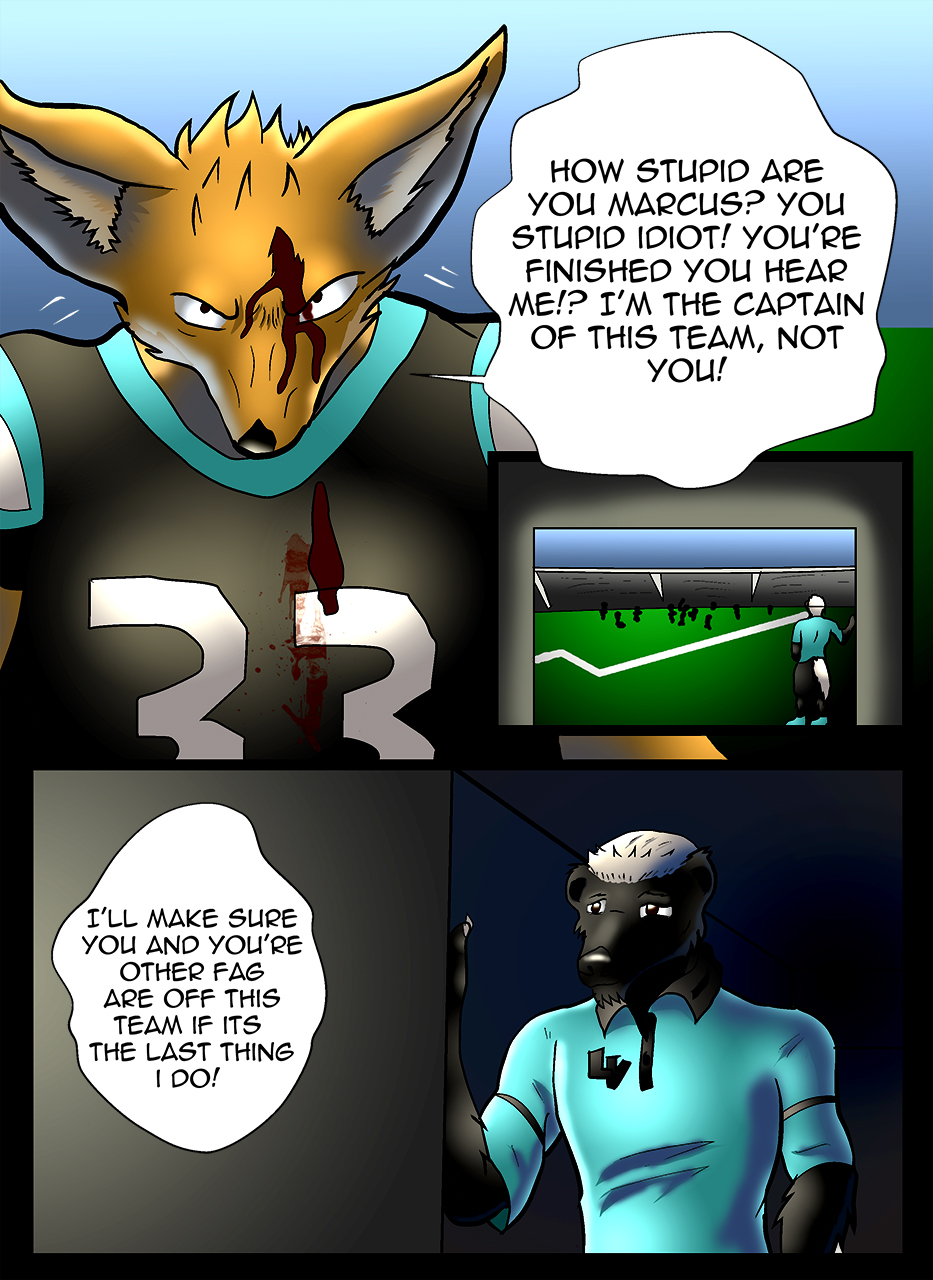 HOW STUPID ARE
YOU MARCUS? YOU
STUPID IDIOT! YOU'RE
FINISHED YOU HEAR
ME!? I'M THE CAPTAIN
OF THIS TEAM, NOT
YOU!
33
I'LL MAKE SURE
YOU AND YOU'RE
OTHER FAG
ARE OFF THIS
TEAM IF ITS
THE LAST THING
I DO!